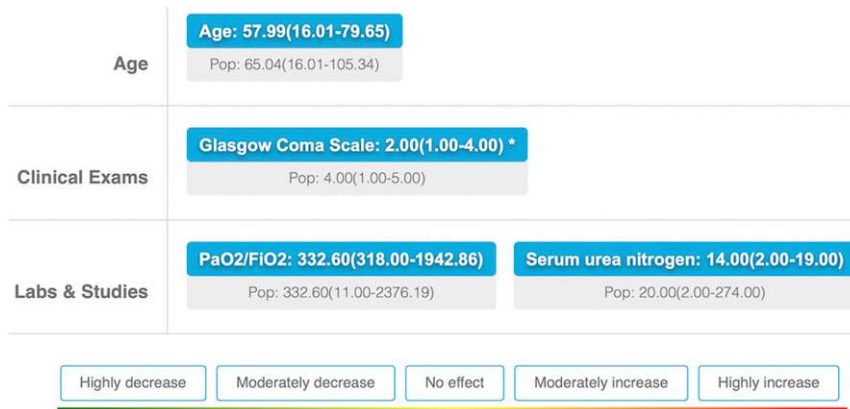 Age
Age: 57.99(16.01-79.65)
Pop: 65.04(16.01-105.34)
Clinical Exams
Glasgow Coma Scale: 2.00(1.00-4.00) *
Pop: 4.00(1.00-5.00)
Labs & Studies
PaO2/FiO2: 332.60(318.00-1942.86)
Pop: 332.60(11.00-2376.19)
Serum urea nitrogen: 14.00(2.00-19.00)
Pop: 20.00(2.00-274.00)
Highly decrease
Moderately decrease
No effect
Moderately increase
Highly increase